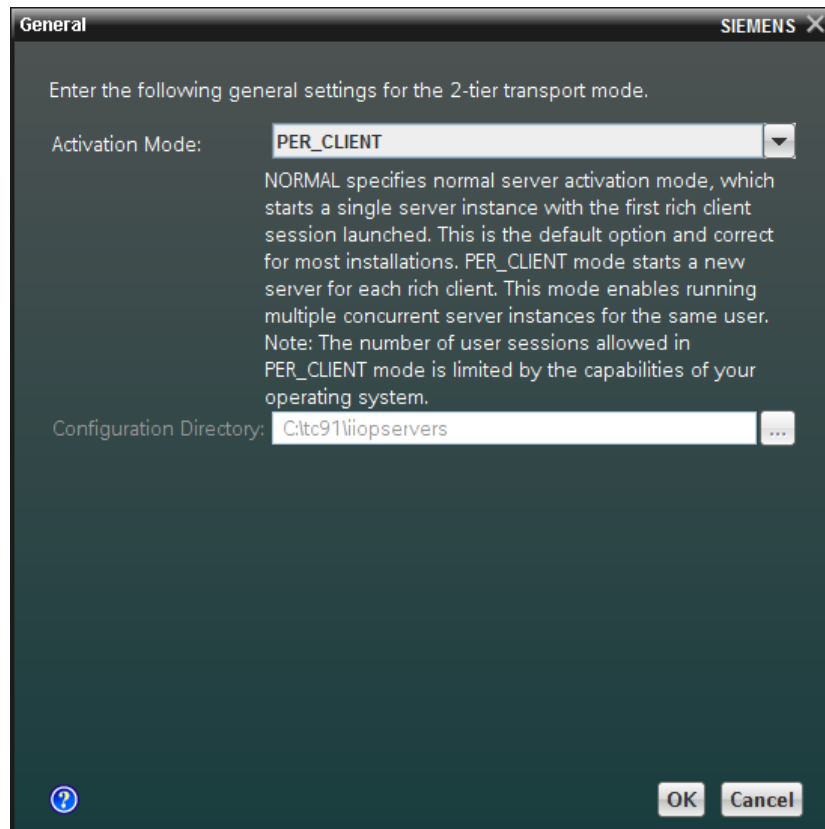 General SIEMENS
Enter the following general settings for the 2-tier transport mode.
Activation Mode: PER_CLIENT
NORMAL specifies normal server activation mode, which
starts a single server instance with the first rich client
session launched. This is the default option and correct
for most installations. PER_CLIENT mode starts a new
server for each rich client. This mode enables running
multiple concurrent server instances for the same user.
Note: The number of user sessions allowed in
PER_CLIENT mode is limited by the capabilities of your
operating system.
Configuration Directory: C:\tc91\iiopservers ...
? OK Cancel